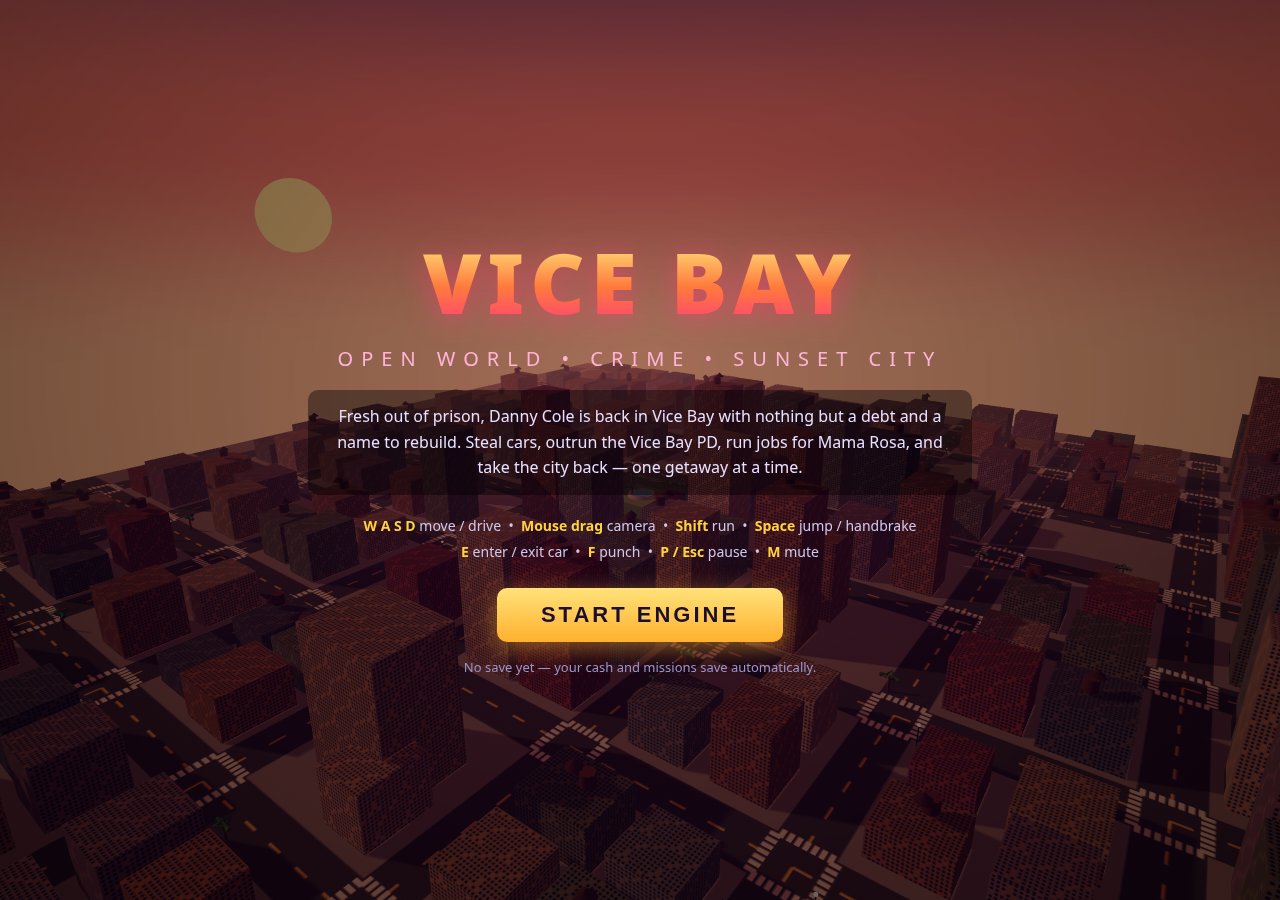 VICE BAY
OPEN WORLD • CRIME • SUNSET CITY
Fresh out of prison, Danny Cole is back in Vice Bay with nothing but a debt and a
name to rebuild. Steal cars, outrun the Vice Bay PD, run jobs for Mama Rosa, and
take the city back — one getaway at a time.
W A S D move / drive • Mouse drag camera • Shift run • Space jump / handbrake
E enter / exit car • F punch • P / Esc pause • M mute
START ENGINE
No save yet — your cash and missions save automatically.